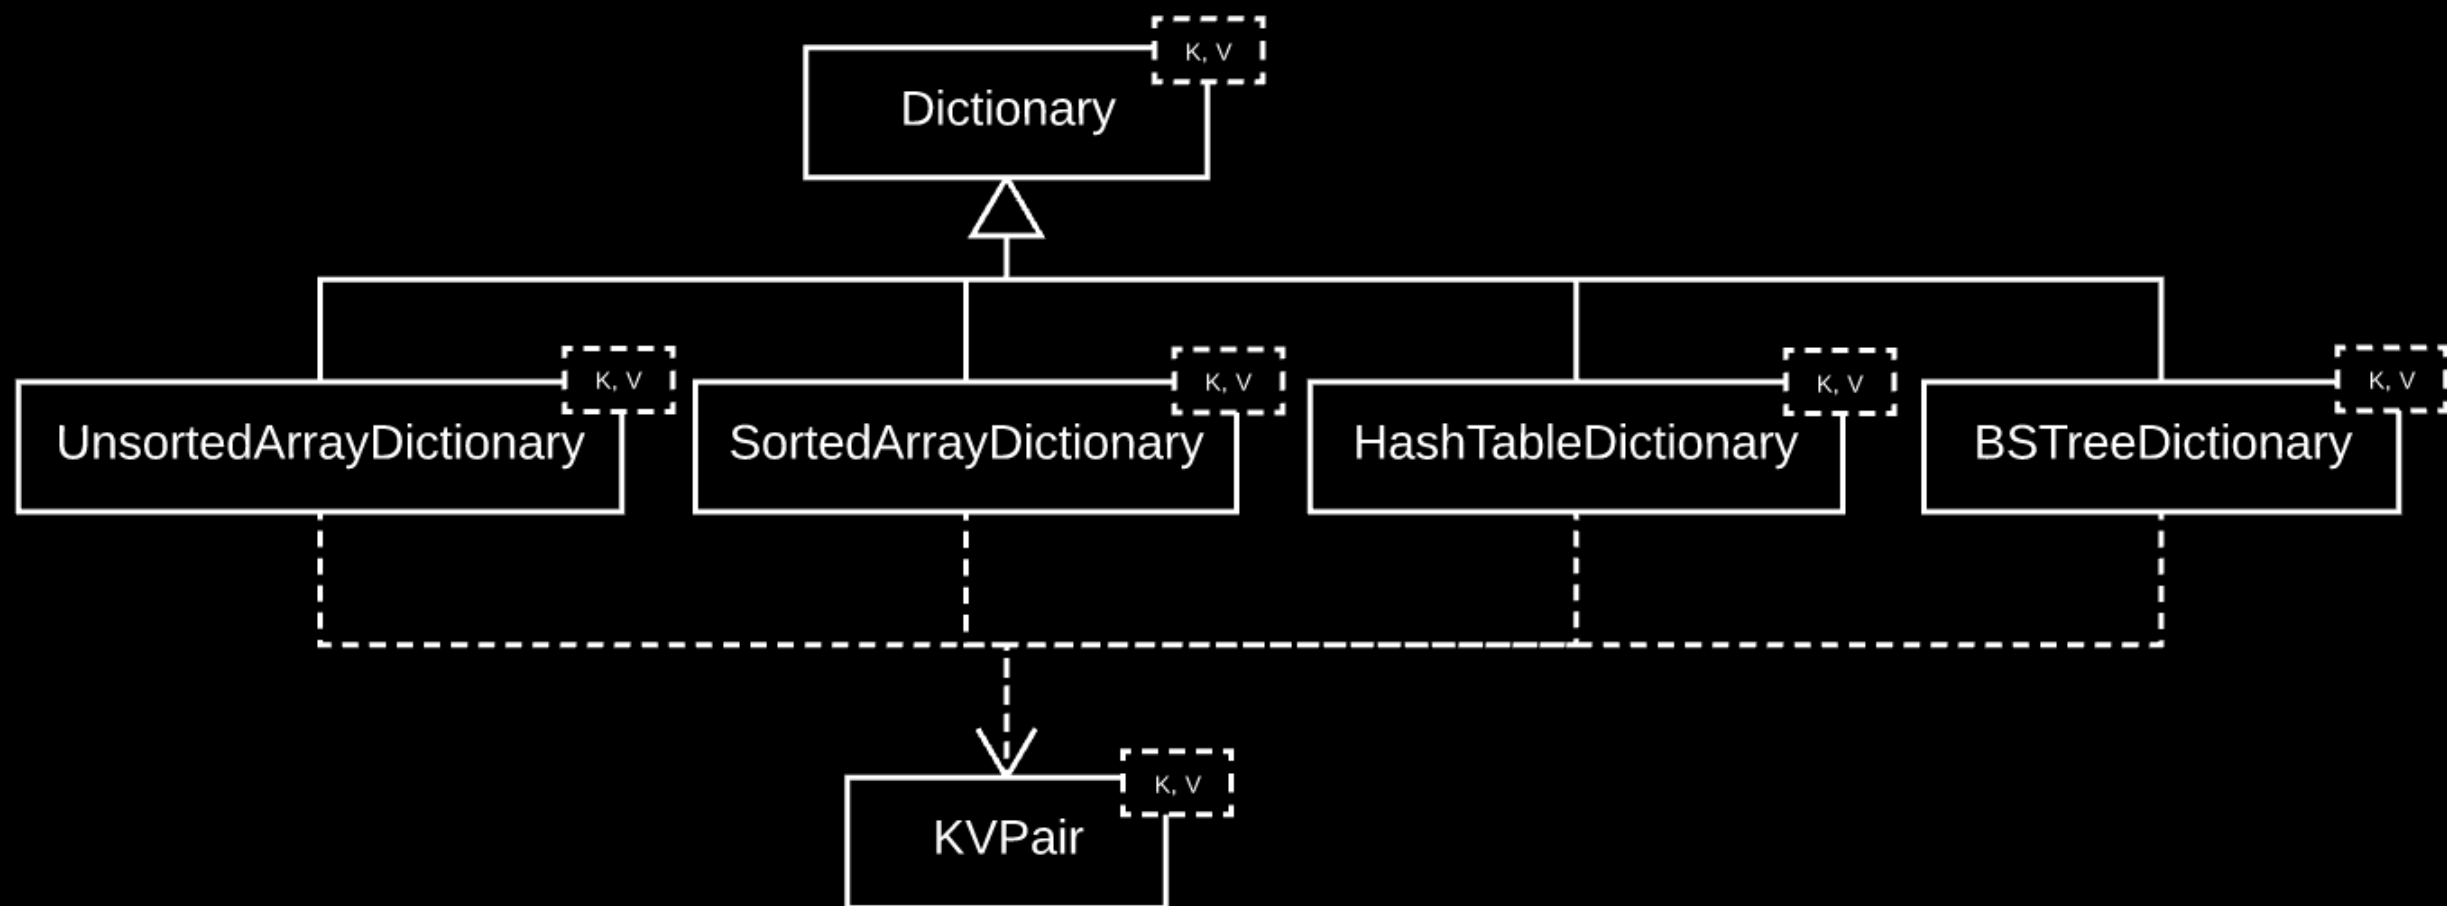 K, V
Dictionary
K, V
K, V
K, V
K, V
UnsortedArrayDictionary
SortedArrayDictionary
HashTableDictionary
BSTreeDictionary
K, V
KVPair